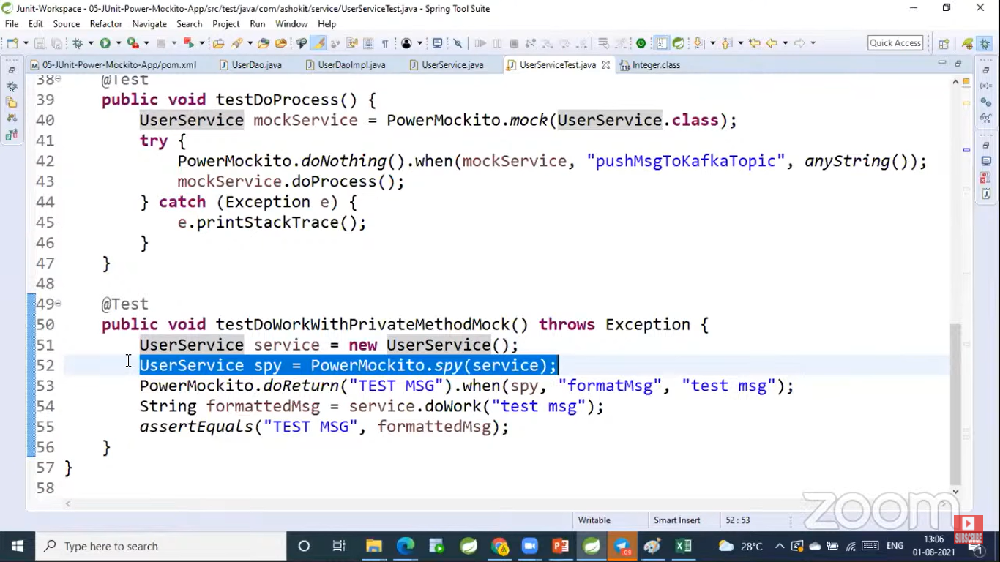 Junit-Workspace - 05-JUnit-Power-Mockito-App/src/test/java/com/ashokit/service/UserServiceTest.java - Spring Tool Suite
File Edit Source Refactor Navigate Search Project Run Window Help
Quick Access
05-JUnit-Power-Mockito-App/pom.xml UserDao.java UserDaoImpl.java UserService.java UserServiceTest.java Integer.class
38 @Test
39 public void testDoProcess() {
40 UserService mockService = PowerMockito.mock(UserService.class);
41 try {
42 PowerMockito.doNothing().when(mockService, "pushMsgToKafkaTopic", anyString());
43 mockService.doProcess();
44 } catch (Exception e) {
45 e.printStackTrace();
46 }
47 }
48
49 @Test
50 public void testDoWorkWithPrivateMethodMock() throws Exception {
51 UserService service = new UserService();
52 UserService spy = PowerMockito.spy(service);
53 PowerMockito.doReturn("TEST MSG").when(spy, "formatMsg", "test msg");
54 String formattedMsg = service.doWork("test msg");
55 assertEquals("TEST MSG", formattedMsg);
56 }
57 }
58
zoom
Writable Smart Insert 52 : 53
SUBSCRIBE
Type here to search
28°C ENG 13:06
01-08-2021